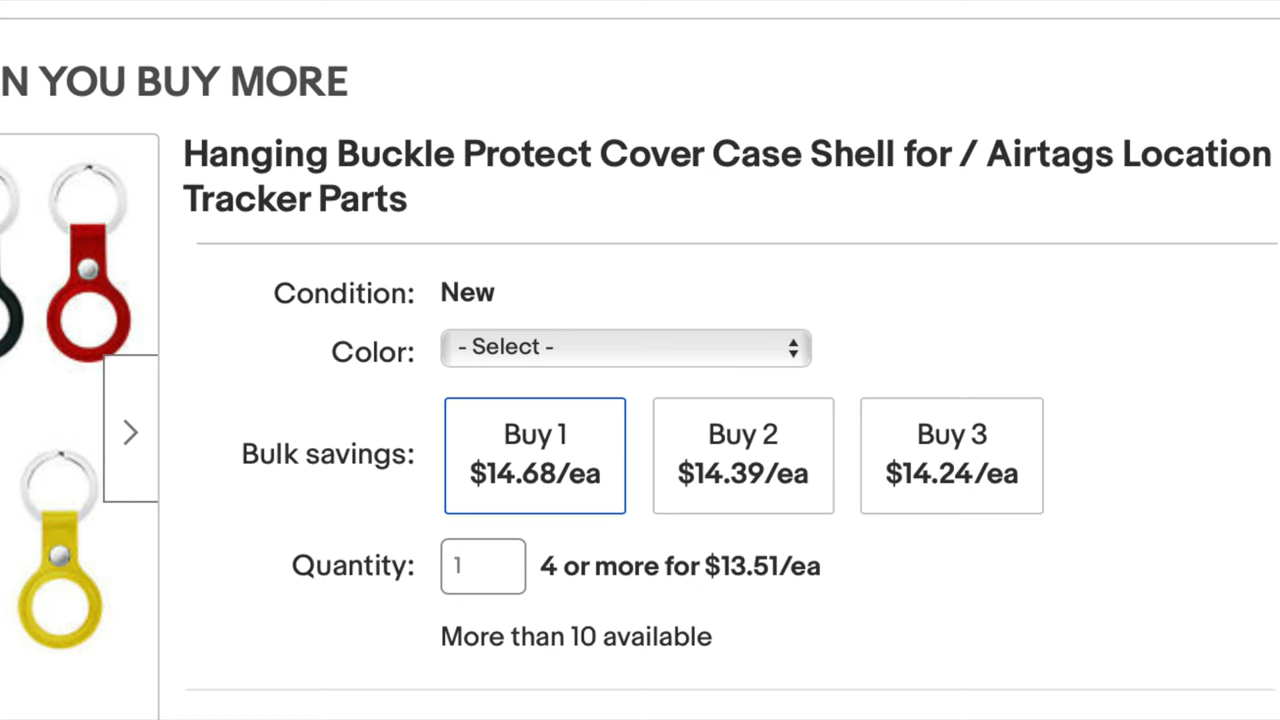 N YOU BUY MORE
Hanging Buckle Protect Cover Case Shell for / Airtags Location
Tracker Parts
Condition: New
Color: - Select -
Bulk savings:
Buy 1
$14.68/ea
Buy 2
$14.39/ea
Buy 3
$14.24/ea
Quantity: 1 4 or more for $13.51/ea
More than 10 available